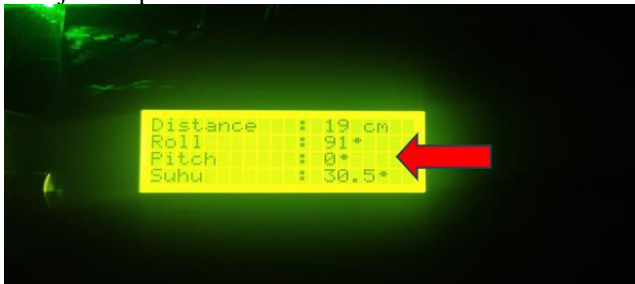 Distance : 19 cm
Roll : 91*
Pitch : 0*
Suhu : 30.5*